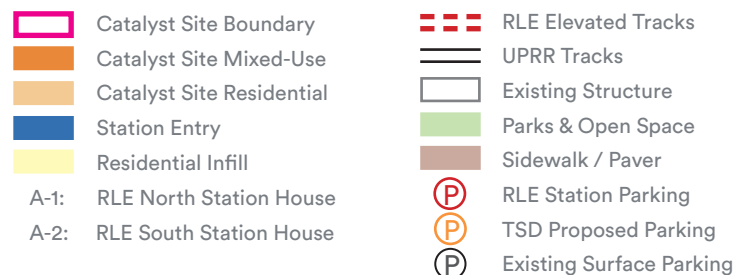 Catalyst Site Boundary
Catalyst Site Mixed-Use
Catalyst Site Residential
Station Entry
Residential Infill
A-1: RLE North Station House
A-2: RLE South Station House
RLE Elevated Tracks
UPRR Tracks
Existing Structure
Parks & Open Space
Sidewalk / Paver
P RLE Station Parking
P TSD Proposed Parking
P Existing Surface Parking